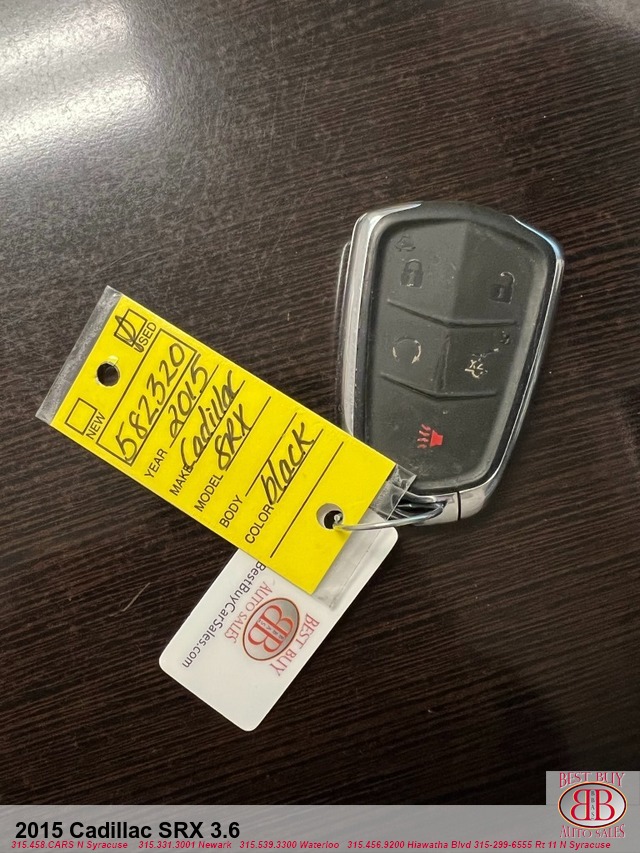 USED
NEW
582320
YEAR 2015
MAKE Cadillac
MODEL SRX
BODY
COLOR black
BestBuyCarSales.com
BEST BUY
BB
AUTO SALES
BEST BUY
BB
AUTO SALES
2015 Cadillac SRX 3.6
315.458.CARS N Syracuse 315.331.3001 Newark 315.539.3300 Waterloo 315.456.9200 Hiawatha Blvd 315-299-6555 Rt 11 N Syracuse